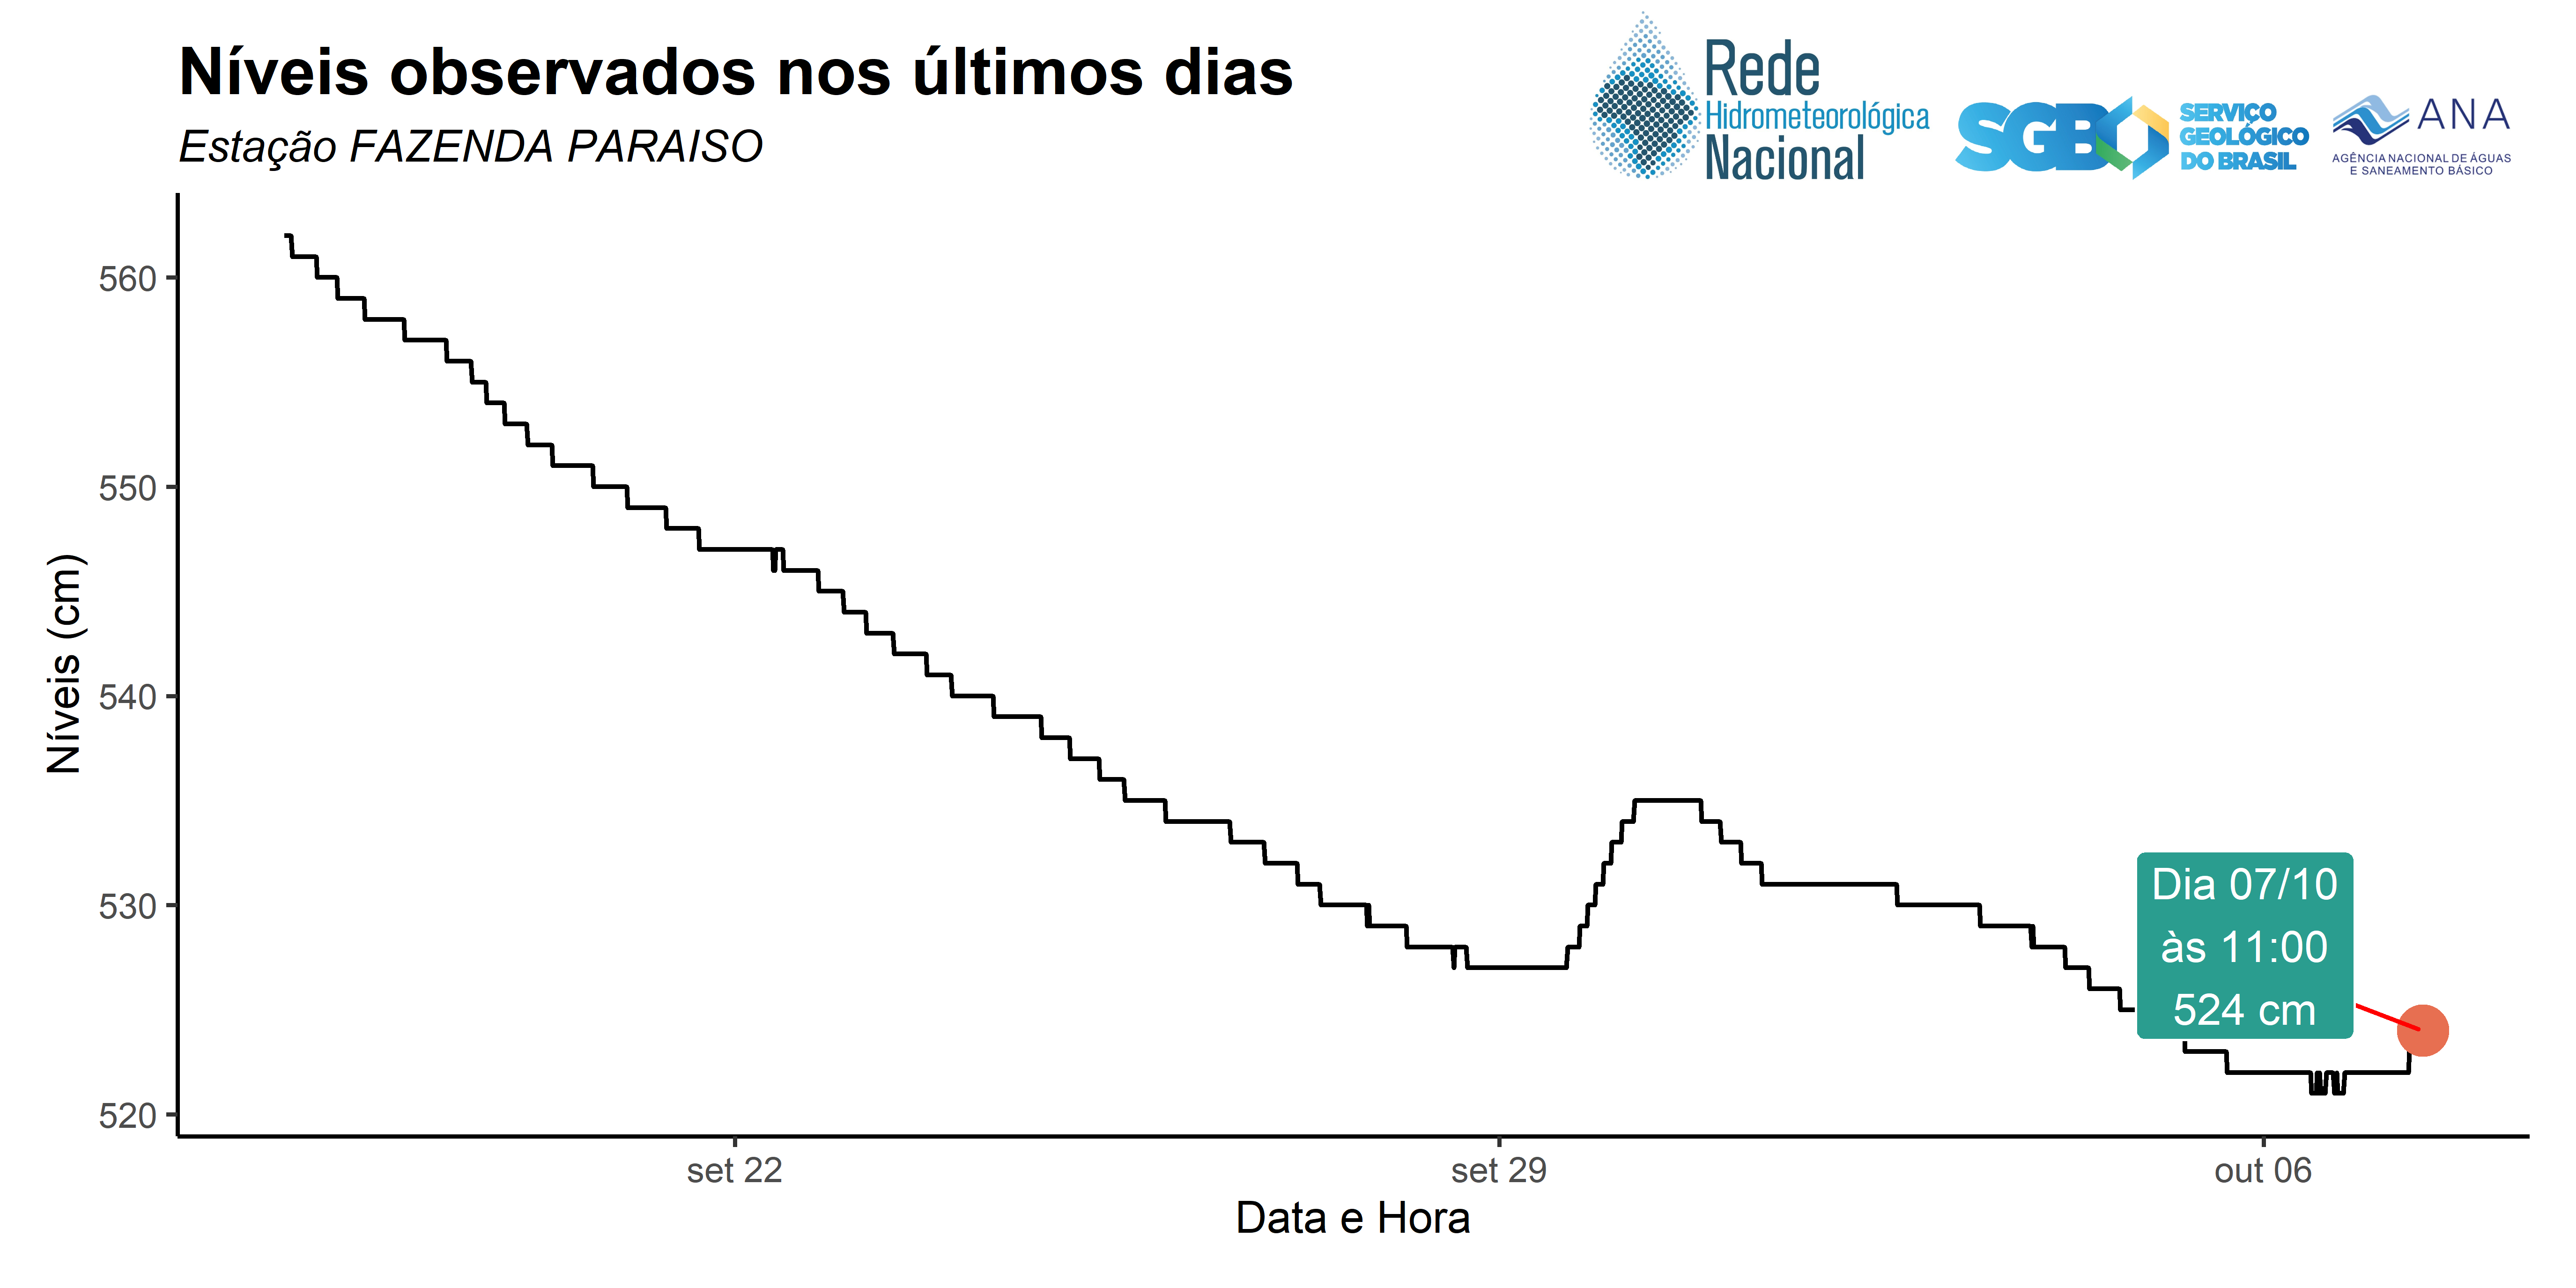 Níveis observados nos últimos dias
Estação FAZENDA PARAISO
Rede
Hidrometeorológica
Nacional
SGB
SERVIÇO
GEOLÓGICO
DO BRASIL
ANA
AGÊNCIA NACIONAL DE ÁGUAS
E SANEAMENTO BÁSICO
Níveis (cm)
560
550
540
530
520
Dia 07/10
às 11:00
524 cm
set 22
set 29
out 06
Data e Hora